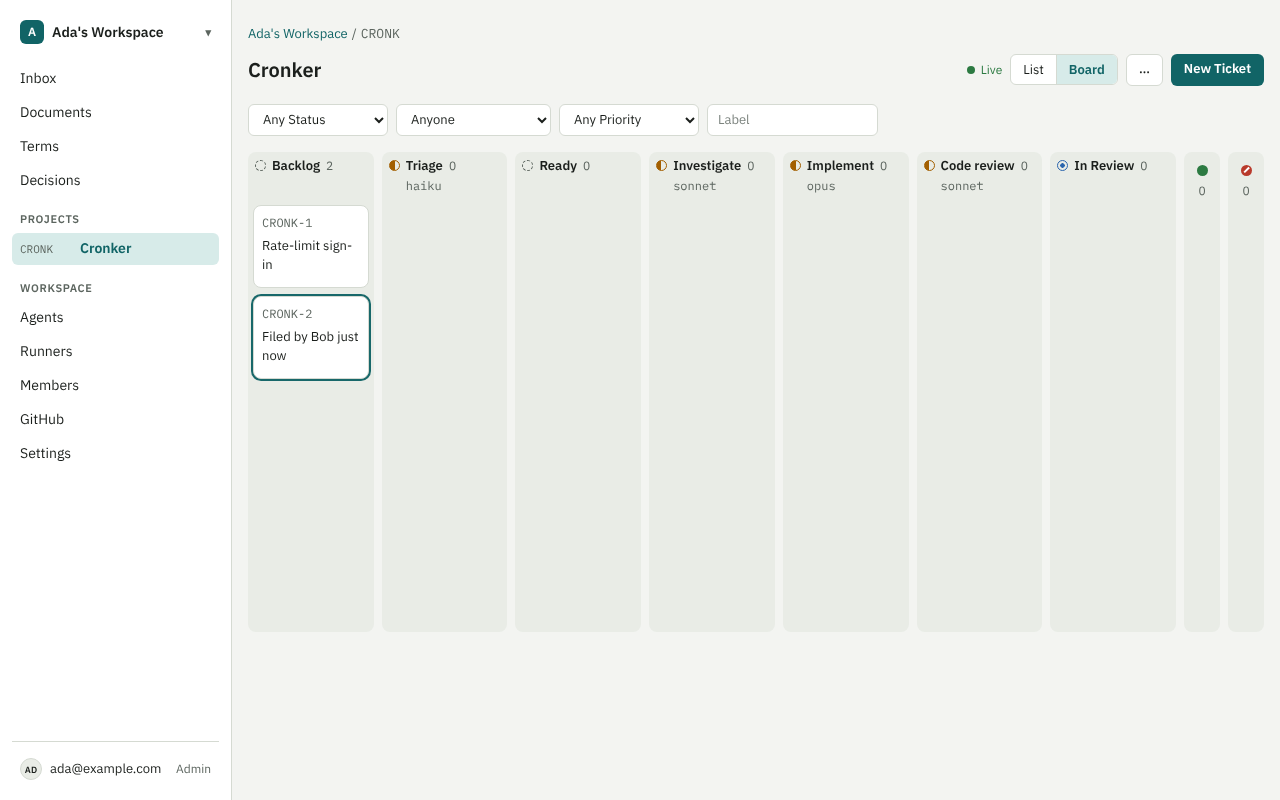 A Ada's Workspace ▾
Inbox
Documents
Terms
Decisions
PROJECTS
CRONK Cronker
WORKSPACE
Agents
Runners
Members
GitHub
Settings
AD ada@example.com Admin
Ada's Workspace / CRONK
Cronker
Live List Board ... New Ticket
Any Status Anyone Any Priority Label
Backlog 2
CRONK-1
Rate-limit sign-
in
CRONK-2
Filed by Bob just
now
Triage 0
haiku
Ready 0
Investigate 0
sonnet
Implement 0
opus
Code review 0
sonnet
In Review 0
0
0